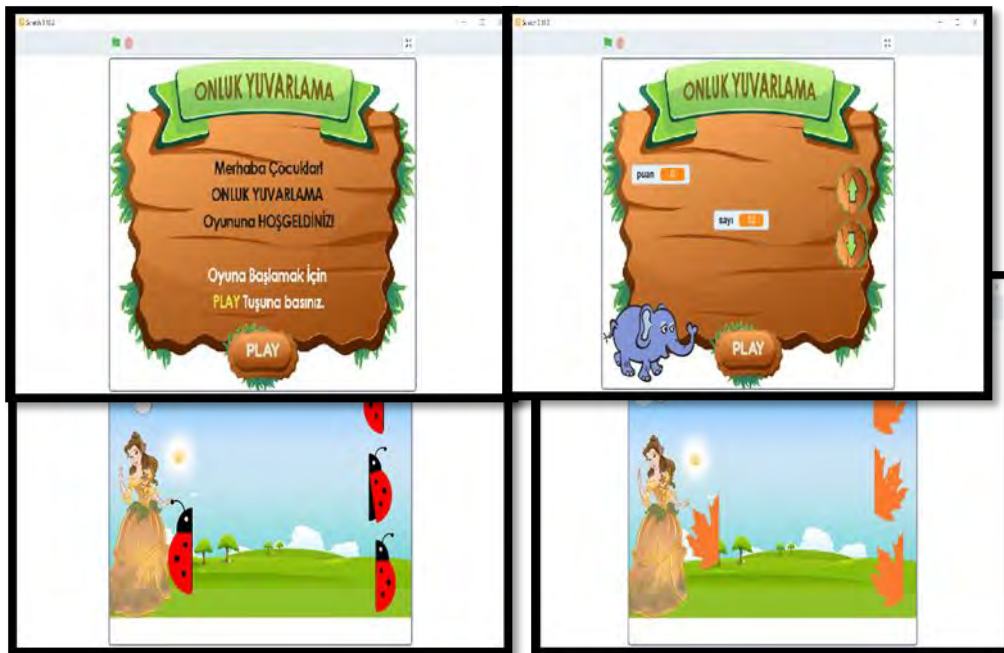 ONLUK YUVARLAMA
Merhaba Çocuklar!
ONLUK YUVARLAMA
Oyununa HOŞGELDİNİZ!
Oyuna Başlamak İçin
PLAY Tuşuna basınız.
PLAY
ONLUK YUVARLAMA
puan 0
sayı
PLAY